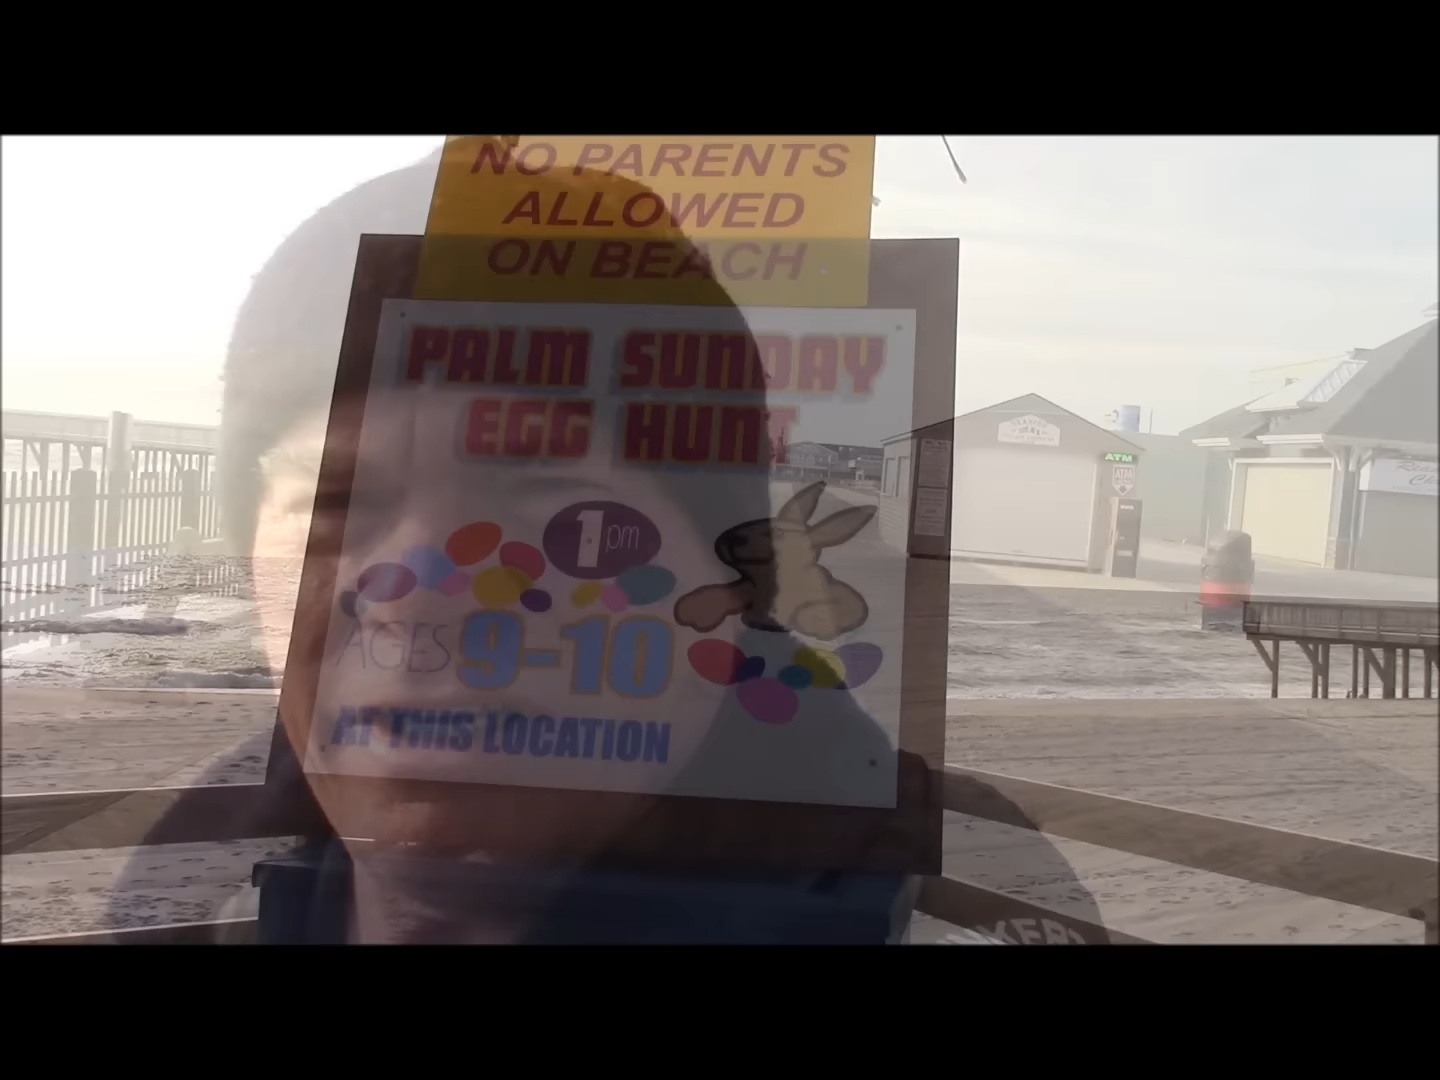 NO PARENTS
ALLOWED
ON BEACH
PALM SUNDAY
EGG HUNT
1pm
AGES 9-10
AT THIS LOCATION
ATM